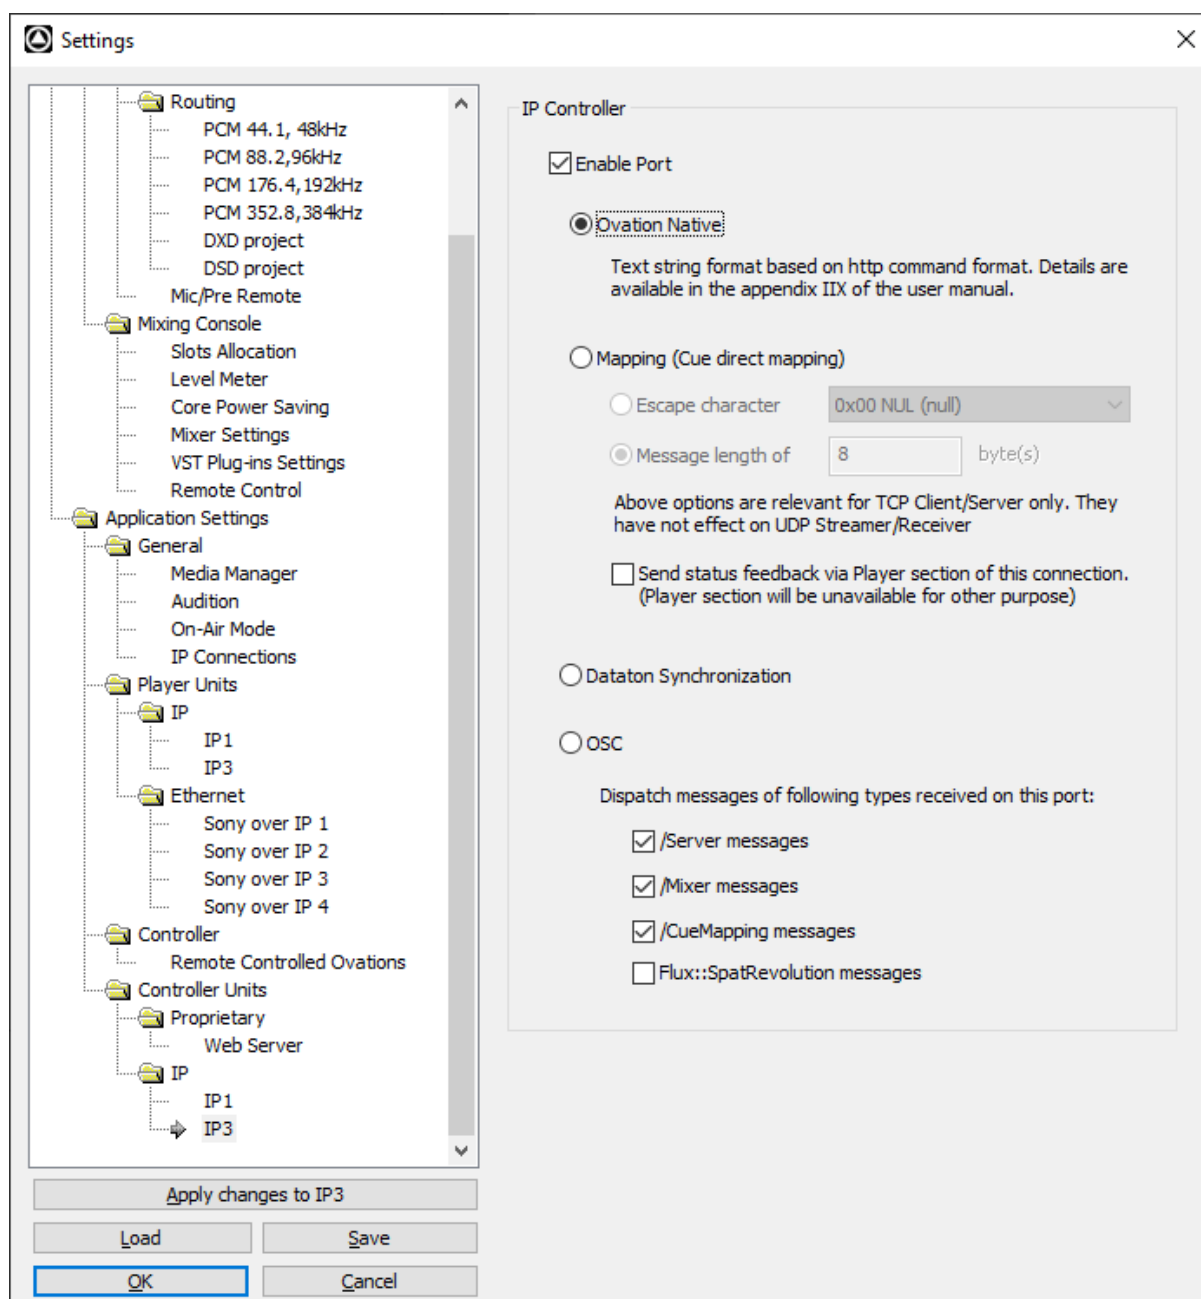 Settings
Routing
PCM 44.1, 48kHz
PCM 88.2,96kHz
PCM 176.4,192kHz
PCM 352.8,384kHz
DXD project
DSD project
Mic/Pre Remote
Mixing Console
Slots Allocation
Level Meter
Core Power Saving
Mixer Settings
VST Plug-ins Settings
Remote Control
Application Settings
General
Media Manager
Audition
On-Air Mode
IP Connections
Player Units
IP
IP1
IP3
Ethernet
Sony over IP 1
Sony over IP 2
Sony over IP 3
Sony over IP 4
Controller
Remote Controlled Ovations
Controller Units
Proprietary
Web Server
IP
IP1
IP3
Apply changes to IP3
Load
Save
OK
Cancel
IP Controller
Enable Port
Ovation Native
Text string format based on http command format. Details are
available in the appendix IIX of the user manual.
Mapping (Cue direct mapping)
Escape character
0x00 NUL (null)
Message length of
8
byte(s)
Above options are relevant for TCP Client/Server only. They
have not effect on UDP Streamer/Receiver
Send status feedback via Player section of this connection.
(Player section will be unavailable for other purpose)
Dataton Synchronization
OSC
Dispatch messages of following types received on this port:
/Server messages
/Mixer messages
/CueMapping messages
Flux::SpatRevolution messages